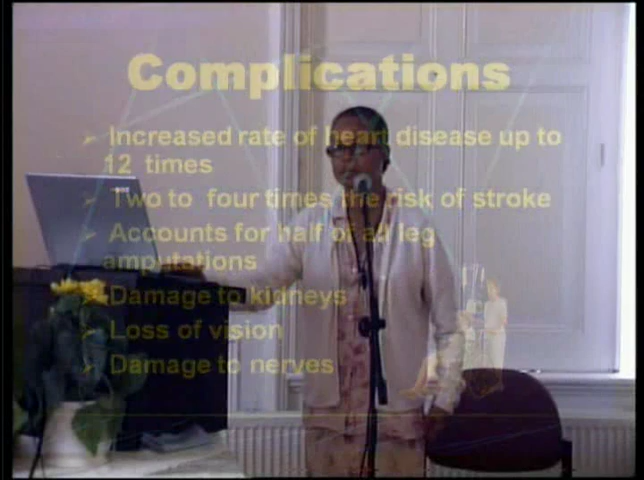 Complications
Increased rate of heart disease up to
12 times
Two to four times the risk of stroke
Accounts for half of all leg
amputations
Damage to kidneys
Loss of vision
Damage to nerves